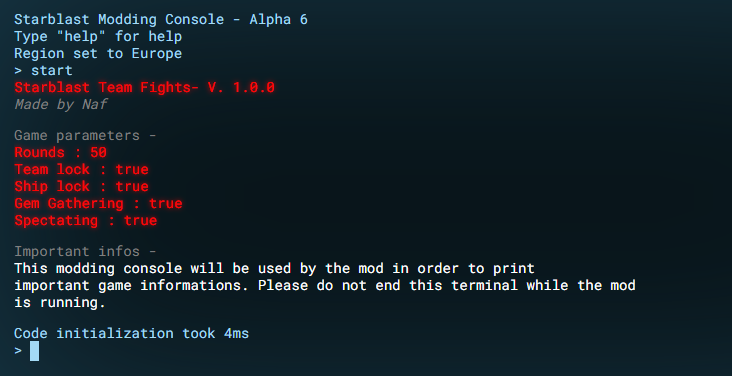 Starblast Modding Console - Alpha 6
Type "help" for help
Region set to Europe
> start
Starblast Team Fights- V. 1.0.0
Made by Naf
Game parameters -
Rounds : 50
Team lock : true
Ship lock : true
Gem Gathering : true
Spectating : true
Important infos -
This modding console will be used by the mod in order to print
important game informations. Please do not end this terminal while the mod
is running.
Code initialization took 4ms
>